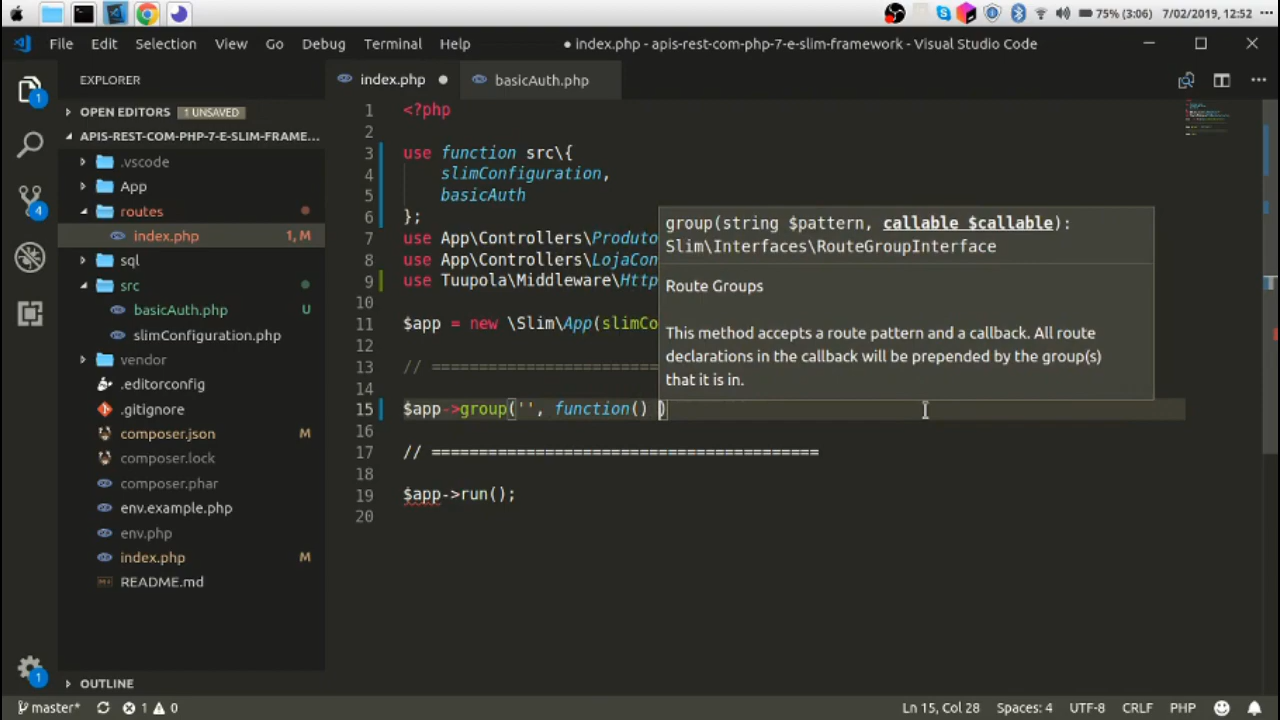 75% (3:06)
7/02/2019, 12:52
File Edit Selection View Go Debug Terminal Help
● index.php - apis-rest-com-php-7-e-slim-framework - Visual Studio Code
EXPLORER
OPEN EDITORS 1 UNSAVED
APIS-REST-COM-PHP-7-E-SLIM-FRAME...
.vscode
App
routes
index.php 1, M
sql
src
basicAuth.php U
slimConfiguration.php
vendor
.editorconfig
.gitignore
composer.json M
composer.lock
composer.phar
env.example.php
env.php
index.php M
README.md
OUTLINE
1
4
1
index.php ●
basicAuth.php
1 <?php
2
3 use function src\{
4 slimConfiguration,
5 basicAuth
6 };
7 use App\Controllers\Produto
8 use App\Controllers\LojaCon
9 use Tuupola\Middleware\Http
10
11 $app = new \Slim\App(slimCo
12
13 // ========================
14
15 $app->group('', function() )
16
17 // =========================================
18
19 $app->run();
20
group(string $pattern, callable $callable):
Slim\Interfaces\RouteGroupInterface
Route Groups
This method accepts a route pattern and a callback. All route
declarations in the callback will be prepended by the group(s)
that it is in.
master* 1 0
Ln 15, Col 28 Spaces: 4 UTF-8 CRLF PHP